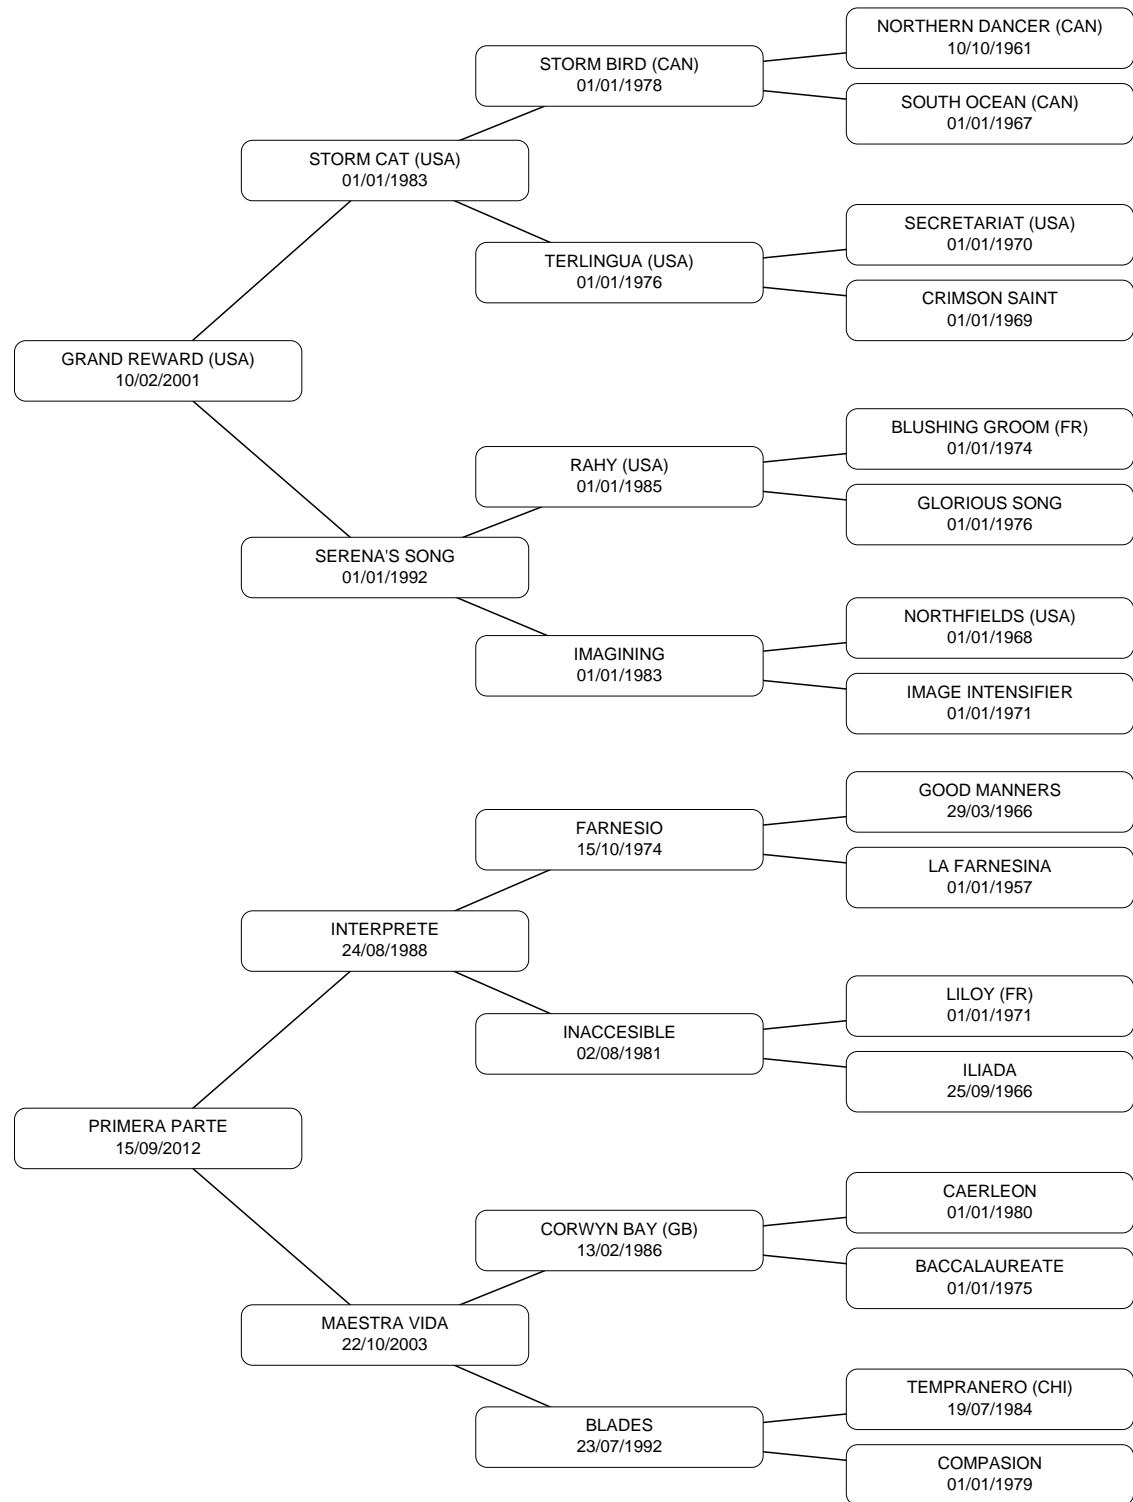 NORTHERN DANCER (CAN)
10/10/1961
STORM BIRD (CAN)
01/01/1978
SOUTH OCEAN (CAN)
01/01/1967
STORM CAT (USA)
01/01/1983
SECRETARIAT (USA)
01/01/1970
TERLINGUA (USA)
01/01/1976
CRIMSON SAINT
01/01/1969
GRAND REWARD (USA)
10/02/2001
BLUSHING GROOM (FR)
01/01/1974
RAHY (USA)
01/01/1985
GLORIOUS SONG
01/01/1976
SERENA'S SONG
01/01/1992
NORTHFIELDS (USA)
01/01/1968
IMAGINING
01/01/1983
IMAGE INTENSIFIER
01/01/1971
GOOD MANNERS
29/03/1966
FARNESIO
15/10/1974
LA FARNESINA
01/01/1957
INTERPRETE
24/08/1988
LILOY (FR)
01/01/1971
INACCESIBLE
02/08/1981
ILIADA
25/09/1966
PRIMERA PARTE
15/09/2012
CAERLEON
01/01/1980
CORWYN BAY (GB)
13/02/1986
BACCALAUREATE
01/01/1975
MAESTRA VIDA
22/10/2003
TEMPRANERO (CHI)
19/07/1984
BLADES
23/07/1992
COMPASION
01/01/1979